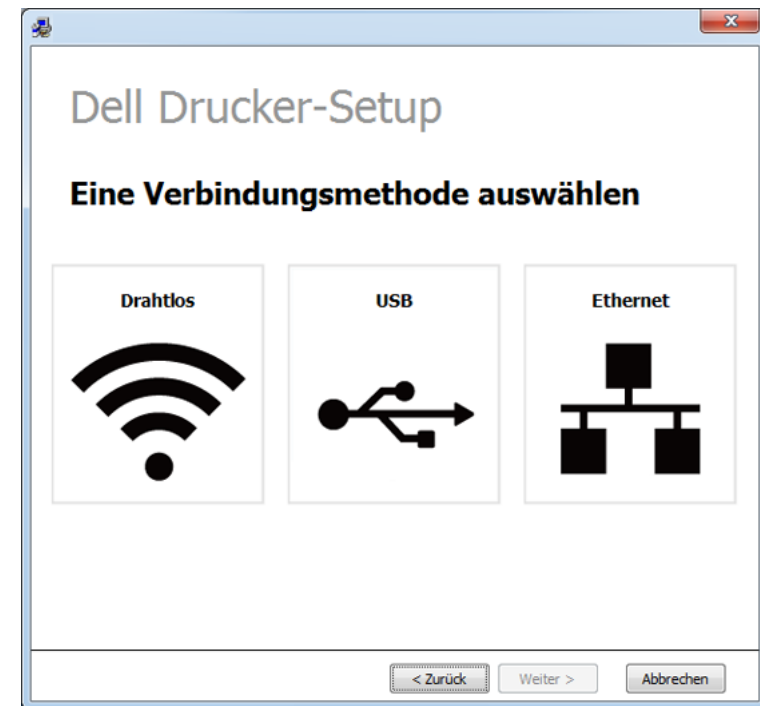 Dell Drucker-Setup
Eine Verbindungsmethode auswählen
Drahtlos
USB
Ethernet
< Zurück
Weiter >
Abbrechen